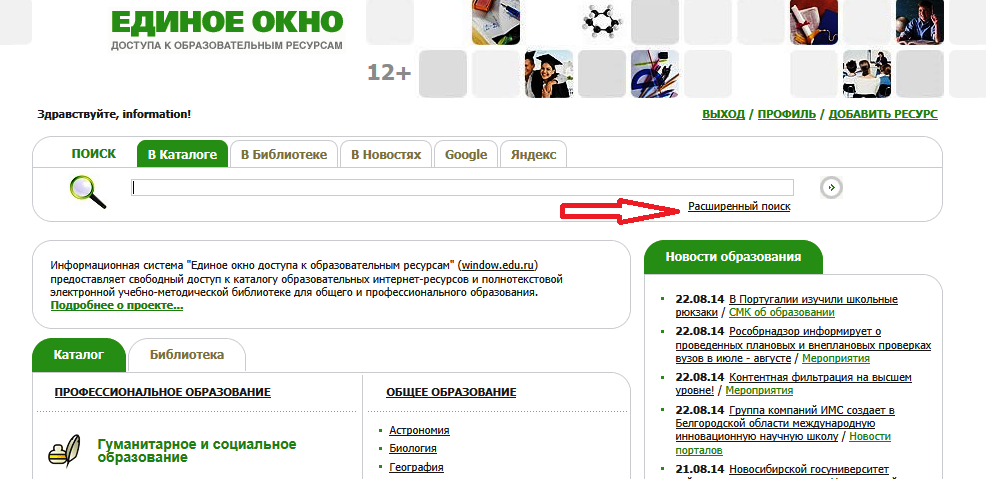 ЕДИНОЕ ОКНО
ДОСТУПА К ОБРАЗОВАТЕЛЬНЫМ РЕСУРСАМ
12+
Здравствуйте, information!
ВЫХОД / ПРОФИЛЬ / ДОБАВИТЬ РЕСУРС
ПОИСК В Каталоге В Библиотеке В Новостях Google Яндекс
Расширенный поиск
Информационная система "Единое окно доступа к образовательным ресурсам" (window.edu.ru)
предоставляет свободный доступ к каталогу образовательных интернет-ресурсов и полнотекстовой
электронной учебно-методической библиотеке для общего и профессионального образования.
Подробнее о проекте...
Каталог Библиотека
ПРОФЕССИОНАЛЬНОЕ ОБРАЗОВАНИЕ
Гуманитарное и социальное
образование
ОБЩЕЕ ОБРАЗОВАНИЕ
Астрономия
Биология
География
Новости образования
22.08.14 В Португалии изучили школьные
рюкзаки / СМК об образовании
22.08.14 Рособрнадзор информирует о
проведенных плановых и внеплановых проверках
вузов в июле - августе / Мероприятия
22.08.14 Контентная фильтрация на высшем
уровне! / Мероприятия
22.08.14 Группа компаний ИМС создает в
Белгородской области международную
инновационную научную школу / Новости
порталов
21.08.14 Новосибирской госуниверситет